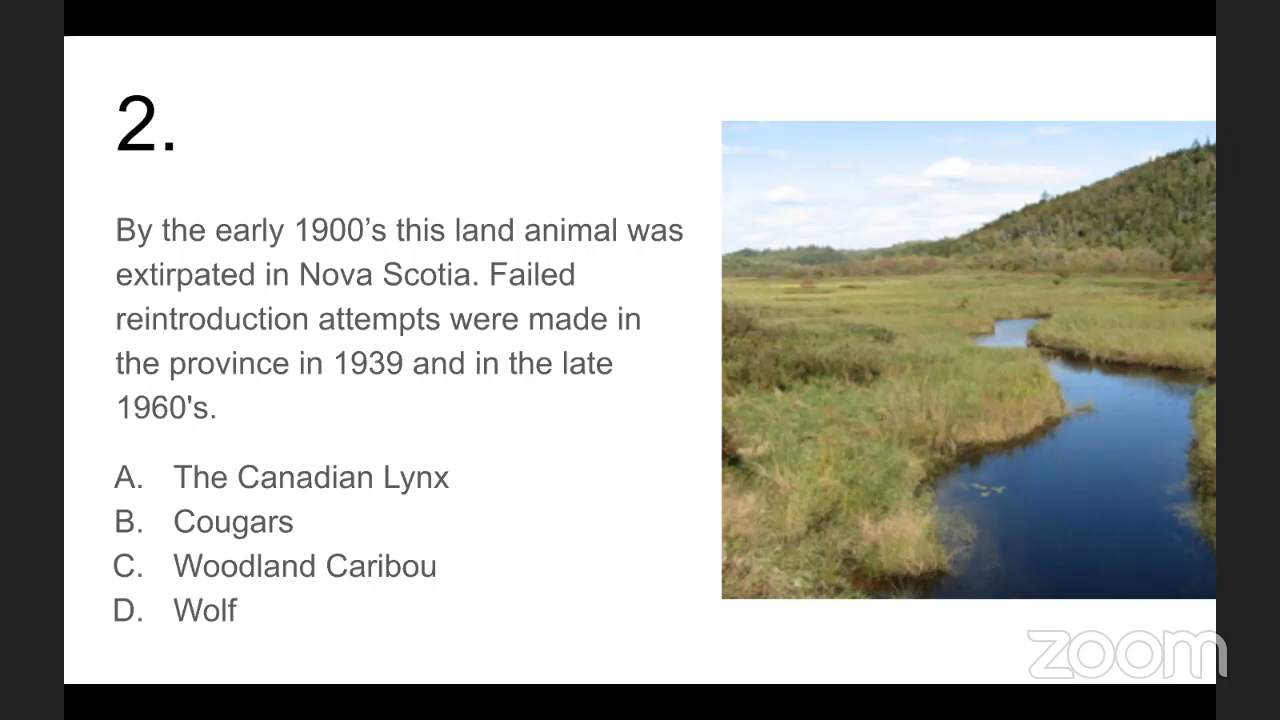 2.
By the early 1900’s this land animal was
extirpated in Nova Scotia. Failed
reintroduction attempts were made in
the province in 1939 and in the late
1960's.
A. The Canadian Lynx
B. Cougars
C. Woodland Caribou
D. Wolf
zoom